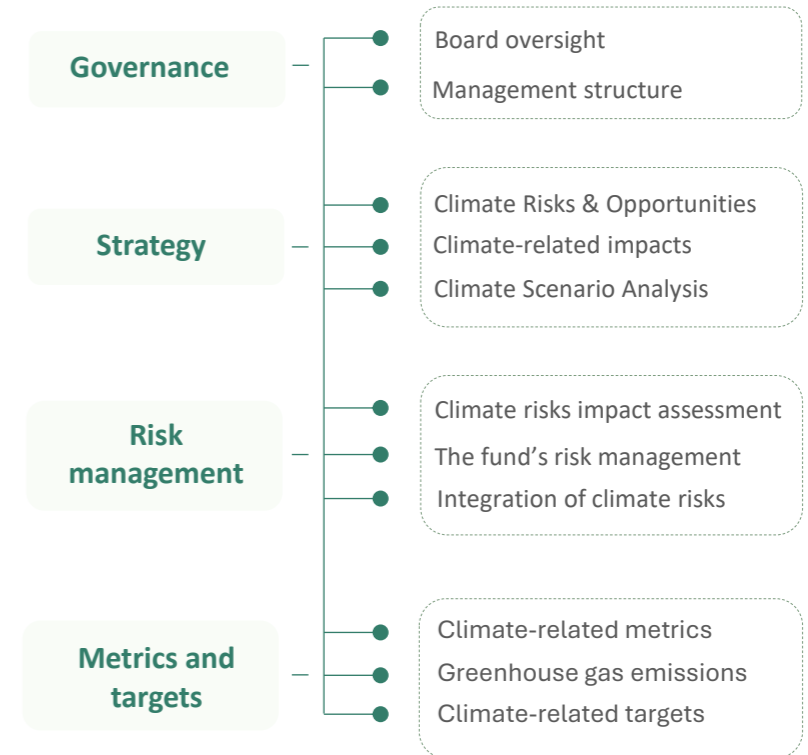 Governance
Board oversight
Management structure
Strategy
Climate Risks & Opportunities
Climate-related impacts
Climate Scenario Analysis
Risk
management
Climate risks impact assessment
The fund’s risk management
Integration of climate risks
Metrics and
targets
Climate-related metrics
Greenhouse gas emissions
Climate-related targets